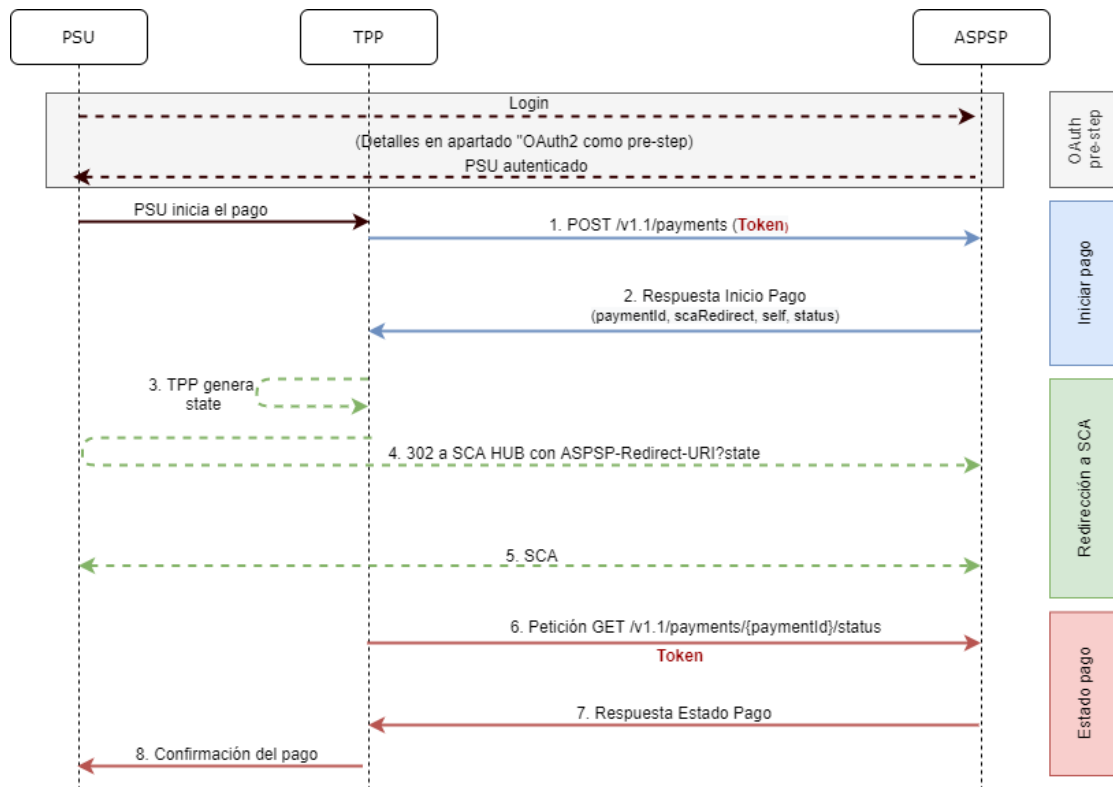 PSU
TPP
ASPSP
Login
(Detalles en apartado "OAuth2 como pre-step)
PSU autenticado
OAuth
pre-step
PSU inicia el pago
1. POST /v1.1/payments (Token)
2. Respuesta Inicio Pago
(paymentId, scaRedirect, self, status)
Iniciar pago
3. TPP genera
state
4. 302 a SCA HUB con ASPSP-Redirect-URI?state
5. SCA
Redirección a SCA
6. Petición GET /v1.1/payments/{paymentId}/status
Token
7. Respuesta Estado Pago
8. Confirmación del pago
Estado pago